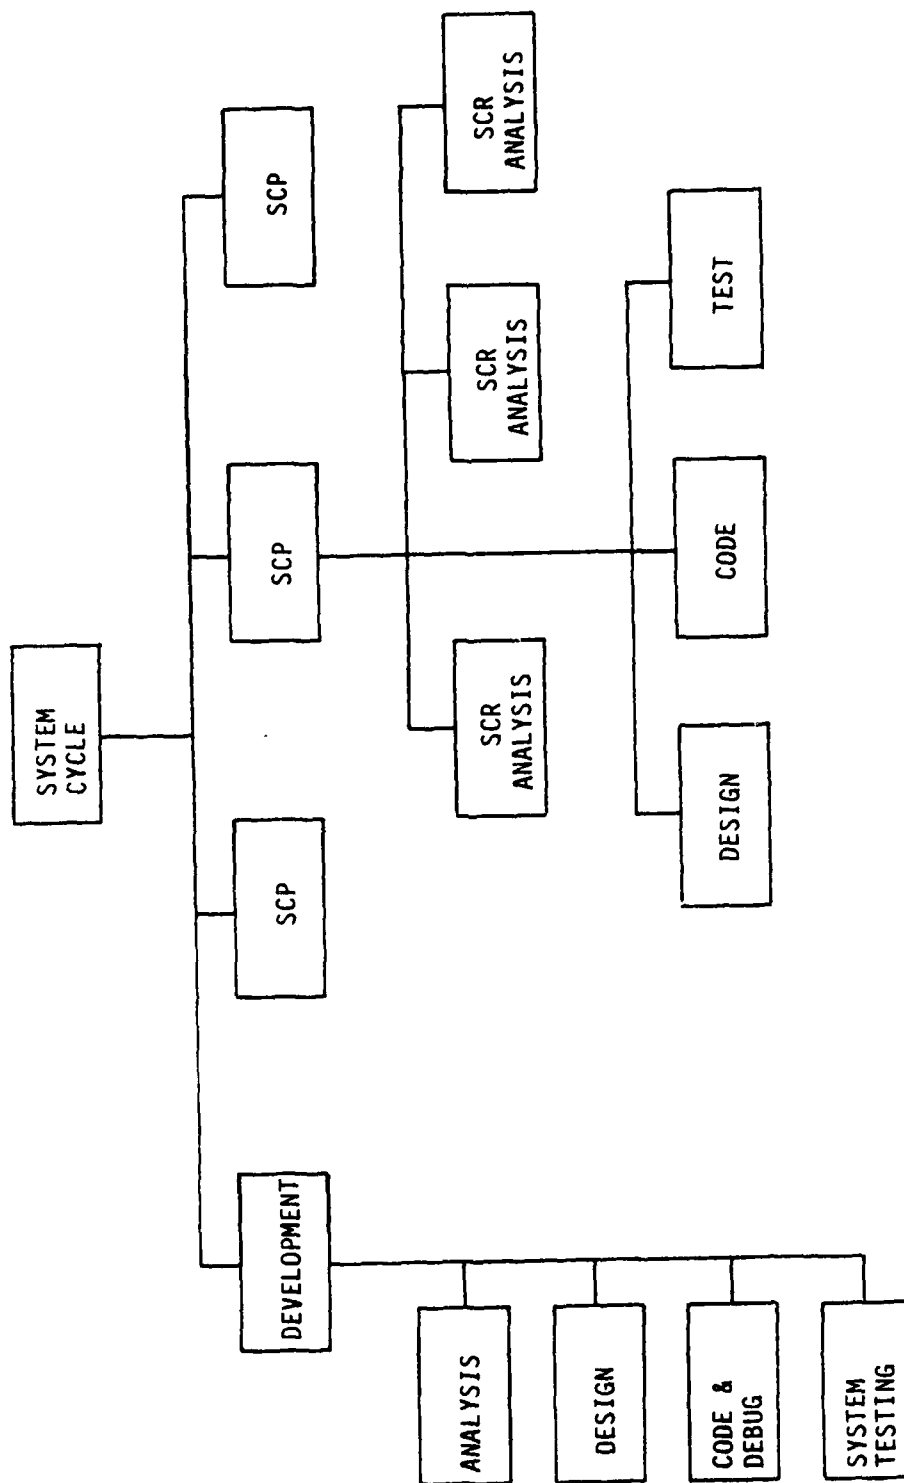 SYSTEM
CYCLE
DEVELOPMENT
SCP
SCP
SCP
ANALYSIS
DESIGN
CODE &
DEBUG
SYSTEM
TESTING
SCR
ANALYSIS
SCR
ANALYSIS
SCR
ANALYSIS
DESIGN
CODE
TEST